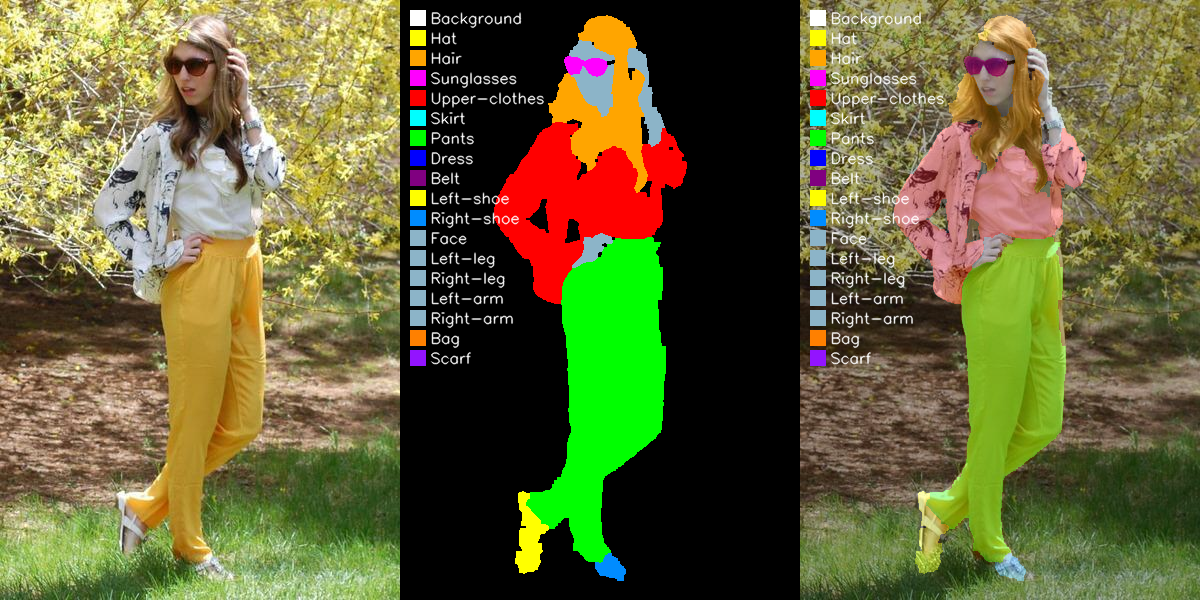 Background
Hat
Hair
Sunglasses
Upper-clothes
Skirt
Pants
Dress
Belt
Left-shoe
Right-shoe
Face
Left-leg
Right-leg
Left-arm
Right-arm
Bag
Scarf
Background
Hat
Hair
Sunglasses
Upper-clothes
Skirt
Pants
Dress
Belt
Left-shoe
Right-shoe
Face
Left-leg
Right-leg
Left-arm
Right-arm
Bag
Scarf